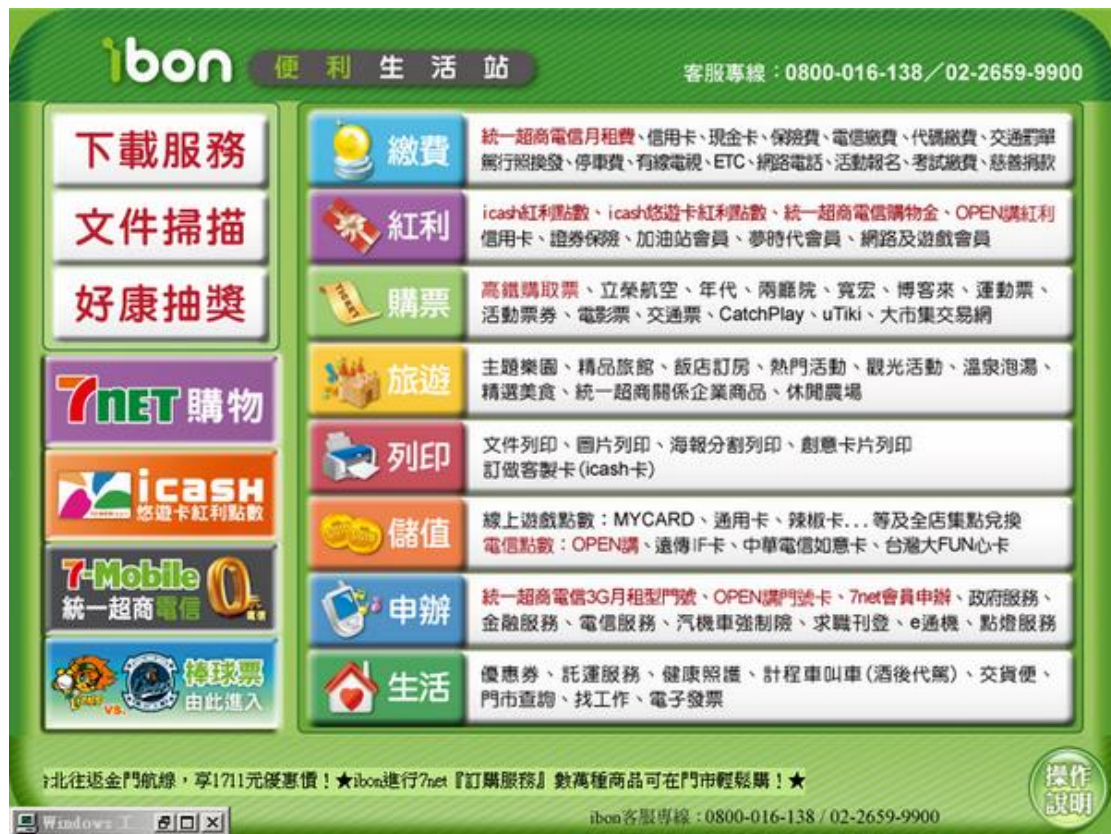 ibon 便利生活站
客服專線：0800-016-138／02-2659-9900
下載服務
文件掃描
好康抽獎
7net 購物
icash
悠遊卡紅利點數
7-Mobile 0元
統一超商電信
棒球票
VS. 由此進入
繳費
統一超商電信月租費、信用卡、現金卡、保險費、電信繳費、代碼繳費、交通罰單
駕行照換發、停車費、有線電視、ETC、網路電話、活動報名、考試繳費、慈善捐款
紅利
icash紅利點數、icash悠遊卡紅利點數、統一超商電信購物金、OPEN講紅利
信用卡、證券保險、加油站會員、夢時代會員、網路及遊戲會員
TICKET
購票
高鐵購取票、立榮航空、年代、兩廳院、寬宏、博客來、運動票、
活動票券、電影票、交通票、CatchPlay、uTiki、大市集交易網
旅遊
主題樂園、精品旅館、飯店訂房、熱門活動、觀光活動、溫泉泡湯、
精選美食、統一超商關係企業商品、休閒農場
列印
文件列印、圖片列印、海報分割列印、創意卡片列印
訂做客製卡(icash卡)
儲值
線上遊戲點數：MYCARD、通用卡、辣椒卡...等及全店集點兌換
電信點數：OPEN講、遠傳IF卡、中華電信如意卡、台灣大FUN心卡
申辦
統一超商電信3G月租型門號、OPEN講門號卡、7net會員申辦、政府服務、
金融服務、電信服務、汽機車強制險、求職刊登、e通機、點燈服務
生活
優惠券、託運服務、健康照護、計程車叫車(酒後代駕)、交貨便、
門市查詢、找工作、電子發票
台北往返金門航線，享1711元優惠價！★ibon進行7net『訂購服務』數萬種商品可在門市輕鬆購！★
操作
說明
Windows 工
ibon客服專線：0800-016-138 / 02-2659-9900